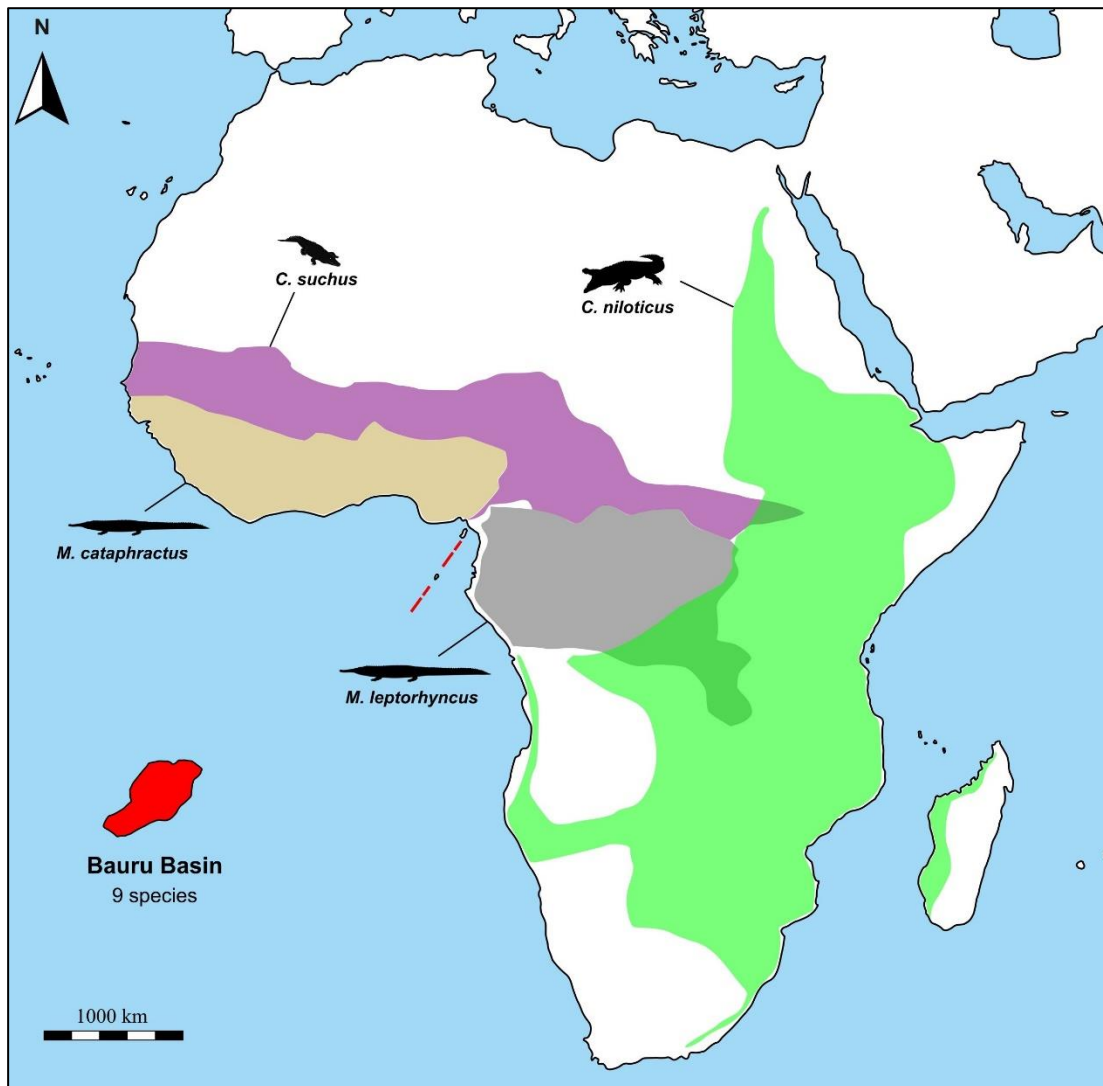 N
C. suchus
C. niloticus
M. cataphractus
M. leptorhyncus
Bauru Basin
9 species
1000 km